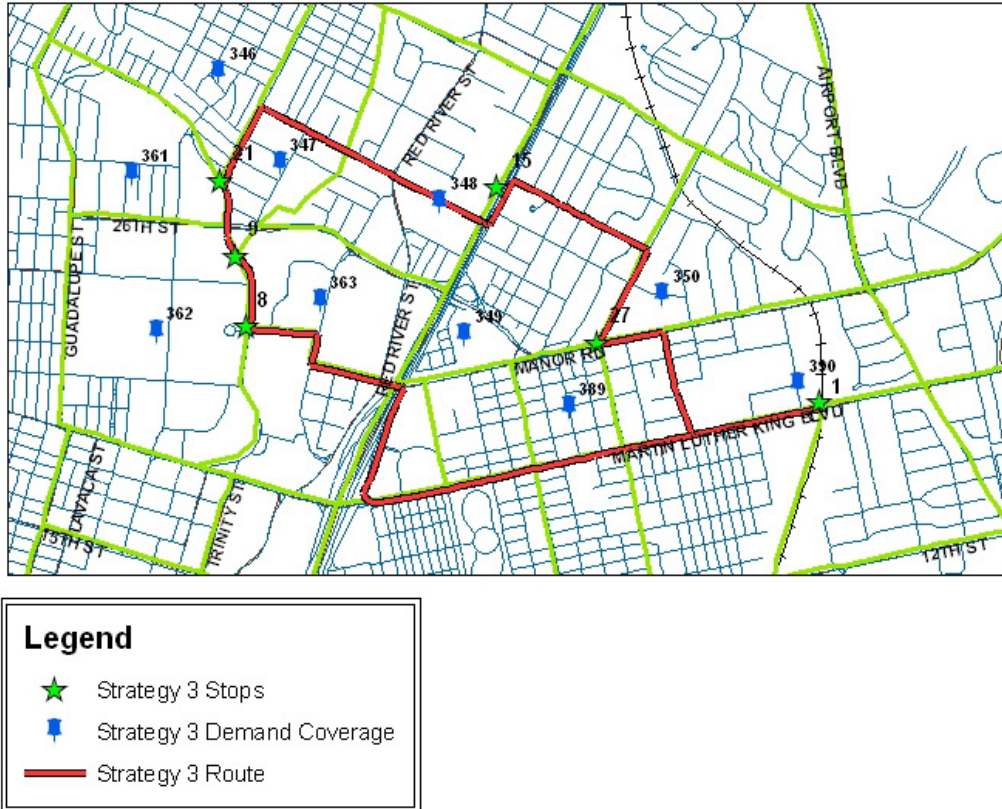 346
361
31
347
RED RIVER ST
348
15
AIRPORT BLVD
26TH ST
9
GUADALUPE ST
362
8
363
RED RIVER ST
349
27
350
MANOR RD
389
390
1
MARTIN LUTHER KING BLVD
LAVACA ST
15TH ST
TRINITY ST
12TH ST
Legend
Strategy 3 Stops
Strategy 3 Demand Coverage
Strategy 3 Route